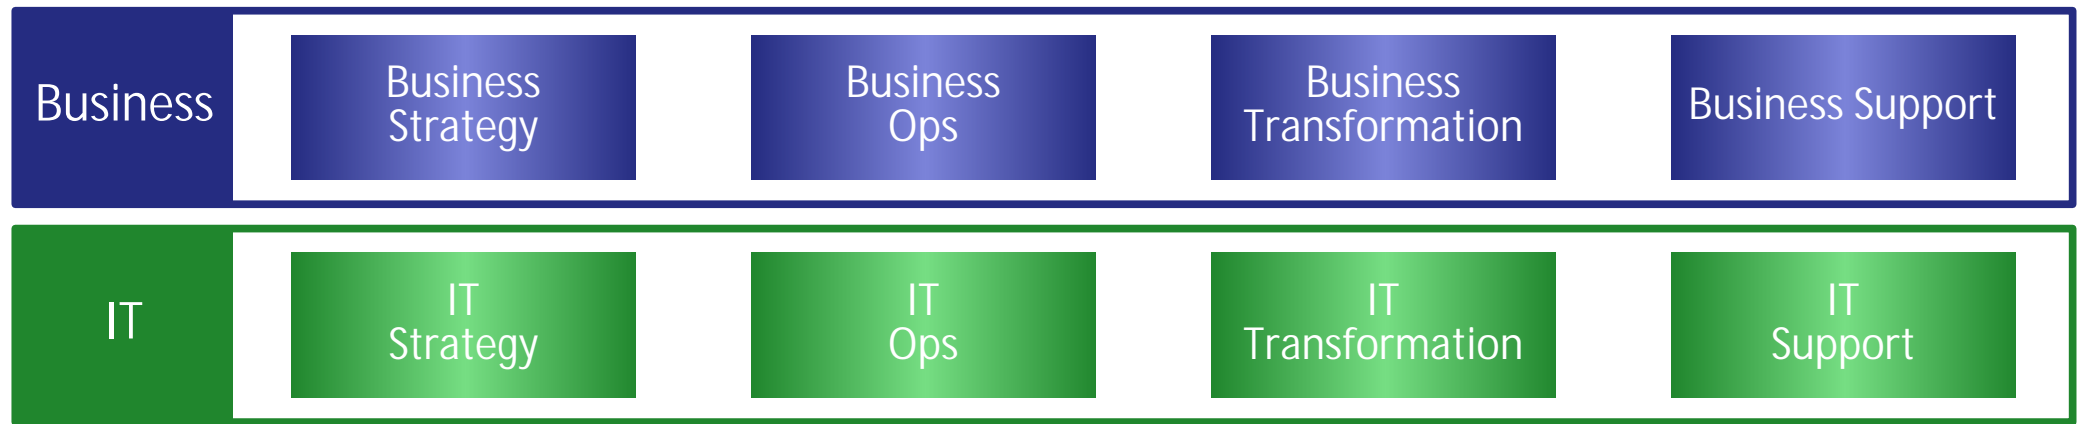 Business
Business
Strategy
Business
Ops
Business
Transformation
Business Support
IT
IT
Strategy
IT
Ops
IT
Transformation
IT
Support